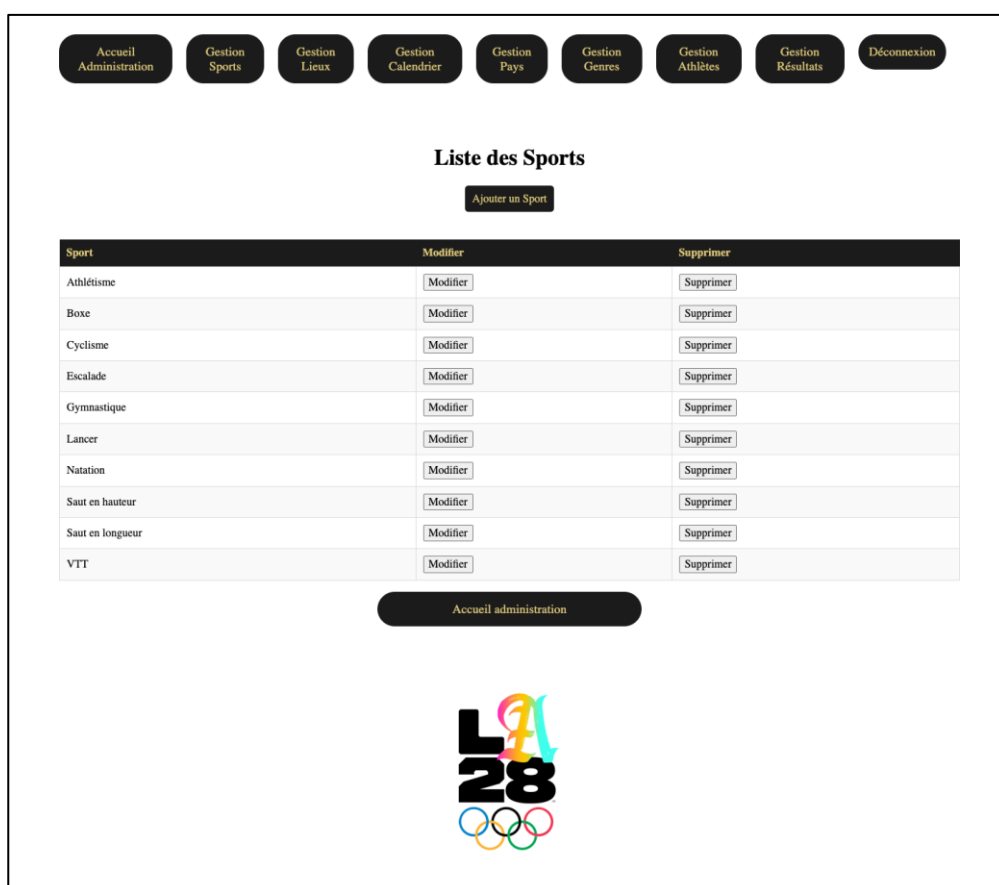 Accueil Administration Gestion Sports Gestion Lieux Gestion Calendrier Gestion Pays Gestion Genres Gestion Athlètes Gestion Résultats Déconnexion
Liste des Sports
Ajouter un Sport
Sport Modifier Supprimer
Athlétisme Modifier Supprimer
Boxe Modifier Supprimer
Cyclisme Modifier Supprimer
Escalade Modifier Supprimer
Gymnastique Modifier Supprimer
Lancer Modifier Supprimer
Natation Modifier Supprimer
Saut en hauteur Modifier Supprimer
Saut en longueur Modifier Supprimer
VTT Modifier Supprimer
Accueil administration
LA
28